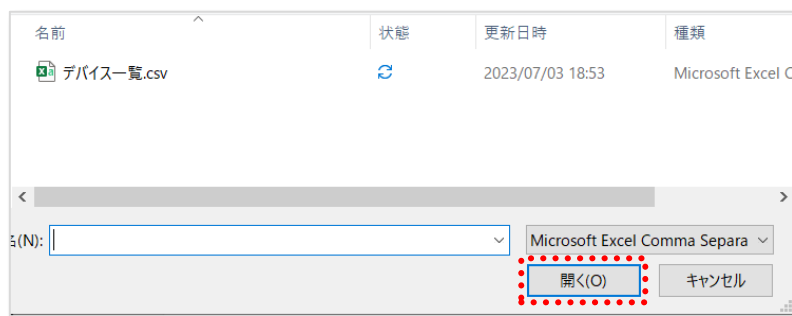 名前 状態 更新日時 種類
デバイス一覧.csv 2023/07/03 18:53 Microsoft Excel C
(N): Microsoft Excel Comma Separa
開く(O) キャンセル